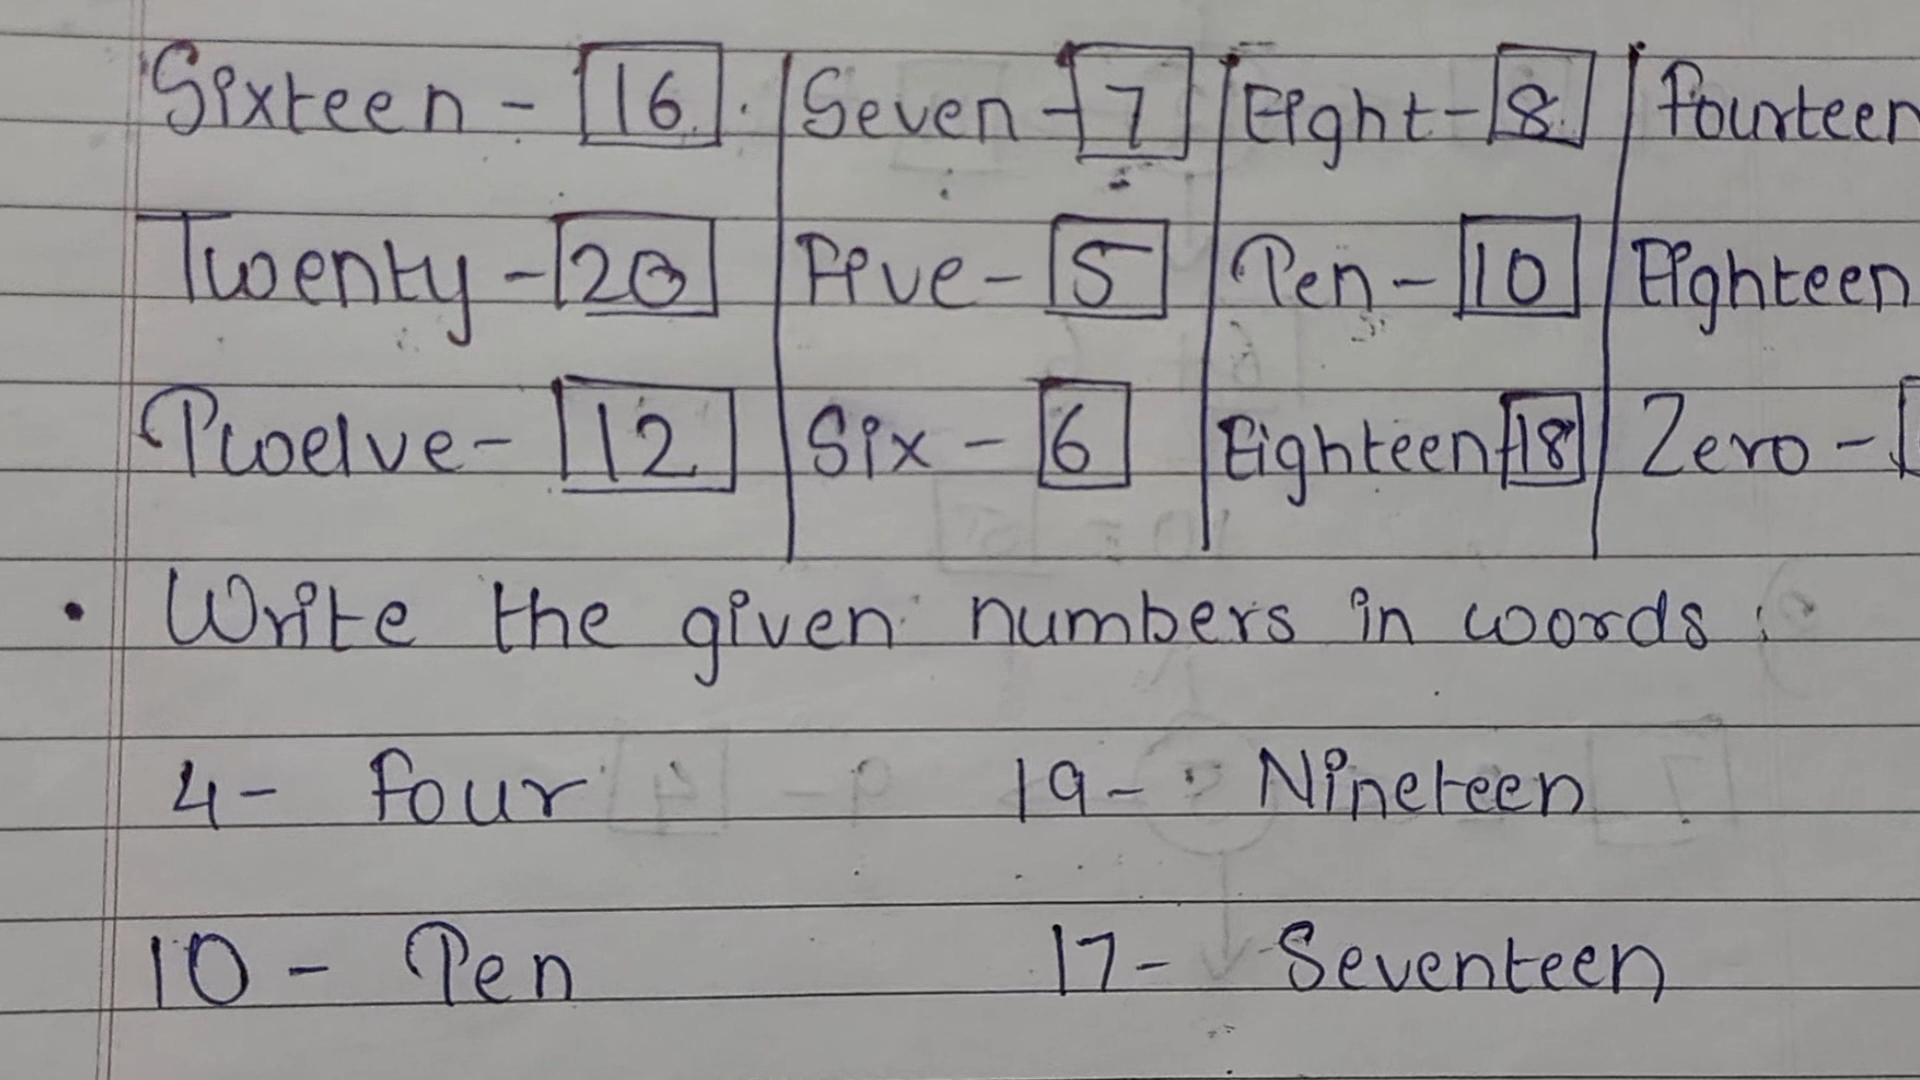 Sixteen - 16. Seven - 7 Eight - 8 Fourteen
Twenty - 20 Five - 5 Ten - 10 Eighteen
Twelve - 12 Six - 6 Eighteen - 18 Zero -
• Write the given numbers in words :
4 - Four 19 - Nineteen
10 - Ten 17 - Seventeen